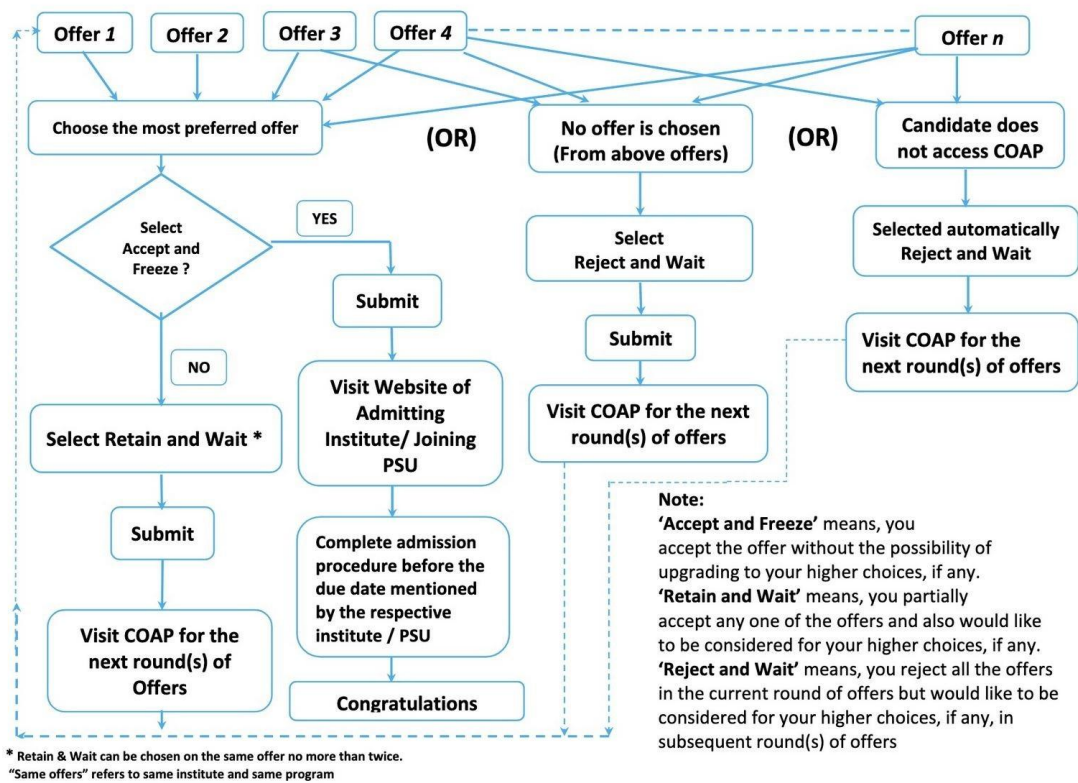 Offer 1
Offer 2
Offer 3
Offer 4
Offer n
Choose the most preferred offer
(OR)
No offer is chosen
(From above offers)
(OR)
Candidate does
not access COAP
Select
Accept and
Freeze ?
YES
Submit
Select
Reject and Wait
Selected automatically
Reject and Wait
Submit
Visit COAP for the
next round(s) of offers
NO
Visit Website of
Admitting
Institute/ Joining
PSU
Visit COAP for the next
round(s) of offers
Select Retain and Wait *
Submit
Complete admission
procedure before the
due date mentioned
by the respective
institute / PSU
Visit COAP for the
next round(s) of
Offers
Congratulations
Note:
‘Accept and Freeze’ means, you
accept the offer without the possibility of
upgrading to your higher choices, if any.
‘Retain and Wait’ means, you partially
accept any one of the offers and also would like
to be considered for your higher choices, if any.
‘Reject and Wait’ means, you reject all the offers
in the current round of offers but would like to be
considered for your higher choices, if any, in
subsequent round(s) of offers
* Retain & Wait can be chosen on the same offer no more than twice.
“Same offers” refers to same institute and same program